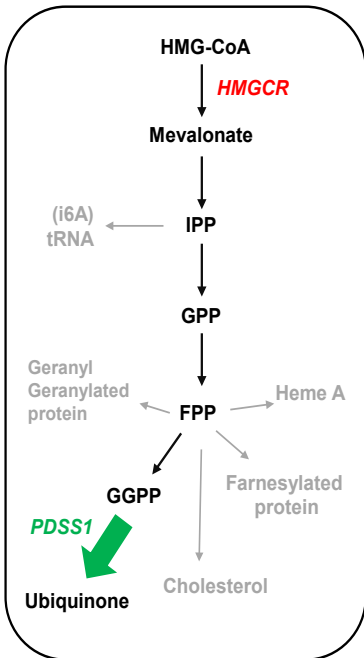 HMG-CoA
HMGCR
Mevalonate
(i6A)
tRNA
IPP
GPP
Geranyl
Geranylated
protein
FPP
Heme A
GGPP
Farnesylated
protein
PDSS1
Cholesterol
Ubiquinone